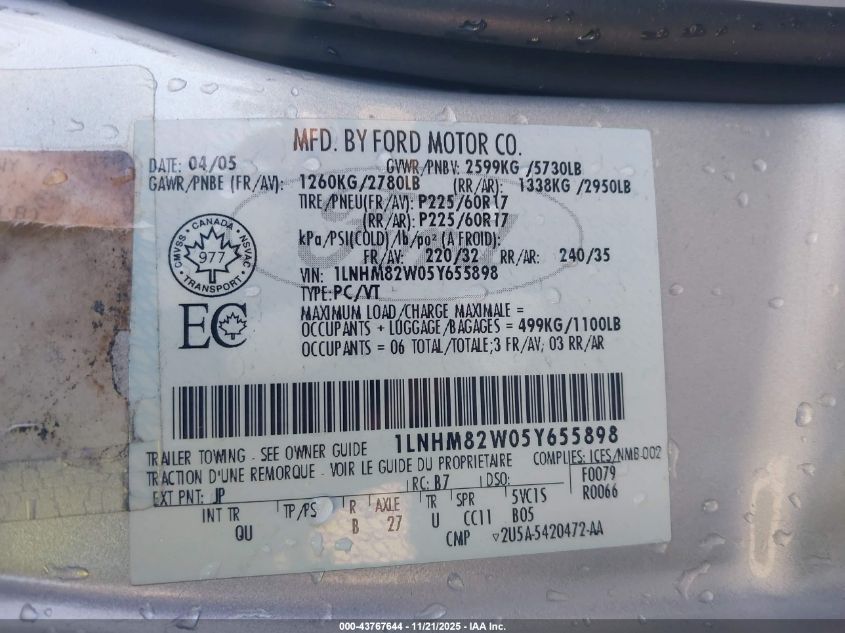 MFD. BY FORD MOTOR CO.
DATE: 04/05 GVWR/PNBV: 2599KG /5730LB
GAWR/PNBE (FR/AV): 1260KG/2780LB (RR/AR): 1338KG /2950LB
TIRE/PNEU(FR/AV): P225/60R17
(RR/AR): P225/60R17
kPa/PSI(COLD)/lb/po² (A FROID):
FR/AV: 220/32 RR/AR: 240/35
VIN: 1LNHM82W05Y655898
TYPE: PC/VT
MAXIMUM LOAD/CHARGE MAXIMALE =
OCCUPANTS + LUGGAGE/BAGAGES = 499KG/1100LB
OCCUPANTS = 06 TOTAL/TOTALE;3 FR/AV; 03 RR/AR
CMVSS · CANADA · NSVAC
977
TRANSPORT
EC
1LNHM82W05Y655898
TRAILER TOWING - SEE OWNER GUIDE COMPLIES: ICES/NMB-002
TRACTION D'UNE REMORQUE - VOIR LE GUIDE DU PROPRIETAIRE
EXT PNT: JP RC: B7 DSO: F0079
R0066
INT TR TP/PS R AXLE TR SPR 5VC1S
QU B 27 U CC11 B05
CMP ▽2U5A-5420472-AA
000-43767644 - 11/21/2025 - IAA Inc.